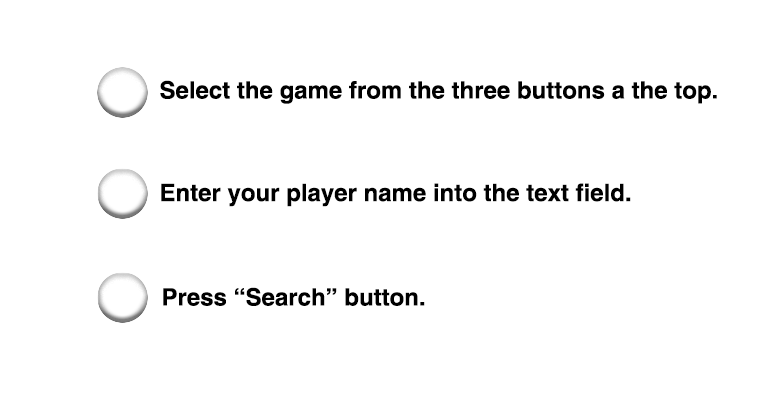 Select the game from the three buttons a the top.
Enter your player name into the text field.
Press “Search” button.